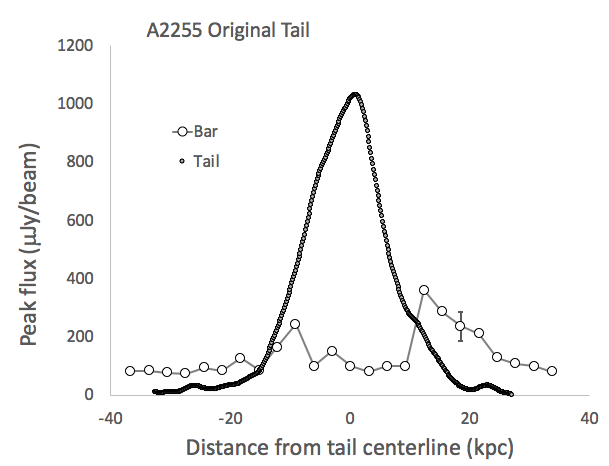 A2255 Original Tail
1200
1000
800
600
400
200
0
Peak flux (µJy/beam)
Bar
Tail
-40
-20
0
20
40
Distance from tail centerline (kpc)